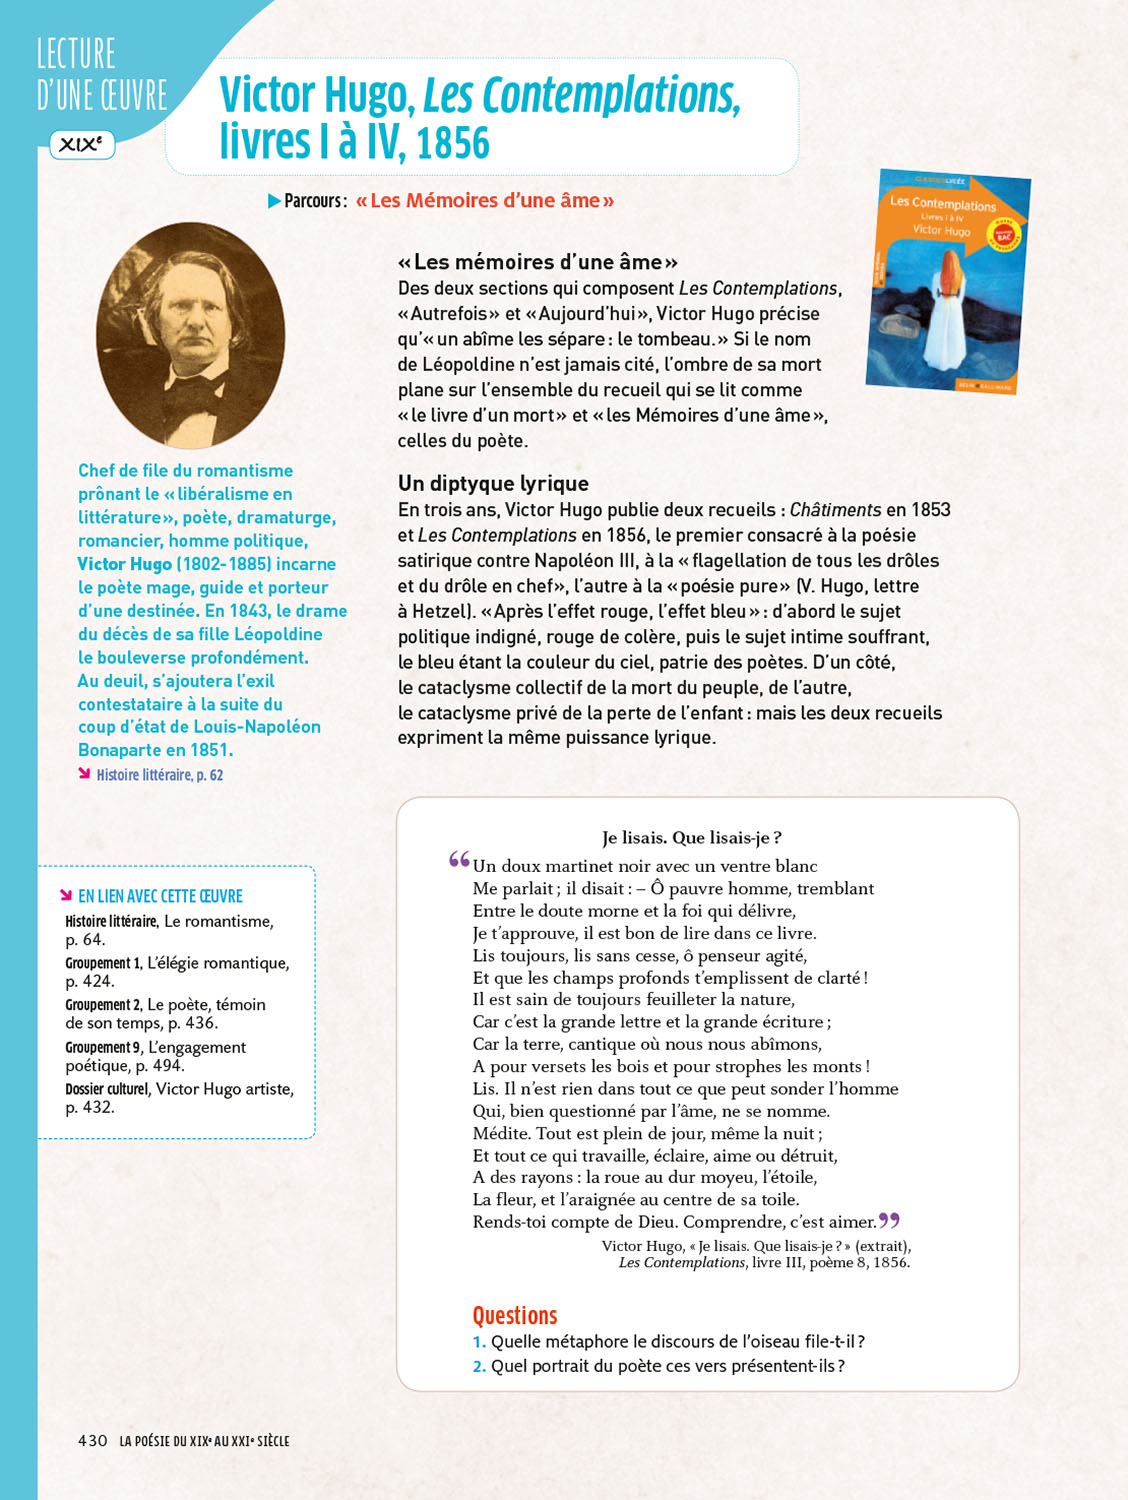 LECTURE
D'UNE ŒUVRE
XIXe
Victor Hugo, Les Contemplations,
livres I à IV, 1856
Parcours : « Les Mémoires d'une âme »
CLASSICOLYCÉE
Les Contemplations
Livres I à IV
Victor Hugo
BAC
BELIN ■ GALLIMARD
« Les mémoires d'une âme »
Des deux sections qui composent Les Contemplations,
« Autrefois » et « Aujourd'hui », Victor Hugo précise
qu'« un abîme les sépare : le tombeau. » Si le nom
de Léopoldine n'est jamais cité, l'ombre de sa mort
plane sur l'ensemble du recueil qui se lit comme
« le livre d'un mort » et « les Mémoires d'une âme »,
celles du poète.
Un diptyque lyrique
En trois ans, Victor Hugo publie deux recueils : Châtiments en 1853
et Les Contemplations en 1856, le premier consacré à la poésie
satirique contre Napoléon III, à la « flagellation de tous les drôles
et du drôle en chef », l'autre à la « poésie pure » (V. Hugo, lettre
à Hetzel). « Après l'effet rouge, l'effet bleu » : d'abord le sujet
politique indigné, rouge de colère, puis le sujet intime souffrant,
le bleu étant la couleur du ciel, patrie des poètes. D'un côté,
le cataclysme collectif de la mort du peuple, de l'autre,
le cataclysme privé de la perte de l'enfant : mais les deux recueils
expriment la même puissance lyrique.
Chef de file du romantisme
prônant le « libéralisme en
littérature », poète, dramaturge,
romancier, homme politique,
Victor Hugo (1802-1885) incarne
le poète mage, guide et porteur
d'une destinée. En 1843, le drame
du décès de sa fille Léopoldine
le bouleverse profondément.
Au deuil, s'ajoutera l'exil
contestataire à la suite du
coup d'état de Louis-Napoléon
Bonaparte en 1851.
Histoire littéraire, p. 62
EN LIEN AVEC CETTE ŒUVRE
Histoire littéraire, Le romantisme,
p. 64.
Groupement 1, L'élégie romantique,
p. 424.
Groupement 2, Le poète, témoin
de son temps, p. 436.
Groupement 9, L'engagement
poétique, p. 494.
Dossier culturel, Victor Hugo artiste,
p. 432.
Je lisais. Que lisais-je ?
“ Un doux martinet noir avec un ventre blanc
Me parlait ; il disait : – Ô pauvre homme, tremblant
Entre le doute morne et la foi qui délivre,
Je t'approuve, il est bon de lire dans ce livre.
Lis toujours, lis sans cesse, ô penseur agité,
Et que les champs profonds t'emplissent de clarté !
Il est sain de toujours feuilleter la nature,
Car c'est la grande lettre et la grande écriture ;
Car la terre, cantique où nous nous abîmons,
A pour versets les bois et pour strophes les monts !
Lis. Il n'est rien dans tout ce que peut sonder l'homme
Qui, bien questionné par l'âme, ne se nomme.
Médite. Tout est plein de jour, même la nuit ;
Et tout ce qui travaille, éclaire, aime ou détruit,
A des rayons : la roue au dur moyeu, l'étoile,
La fleur, et l'araignée au centre de sa toile.
Rends-toi compte de Dieu. Comprendre, c'est aimer. ”
Victor Hugo, « Je lisais. Que lisais-je ? » (extrait),
Les Contemplations, livre III, poème 8, 1856.
Questions
1. Quelle métaphore le discours de l'oiseau file-t-il ?
2. Quel portrait du poète ces vers présentent-ils ?
430 LA POÉSIE DU XIXe AU XXIe SIÈCLE